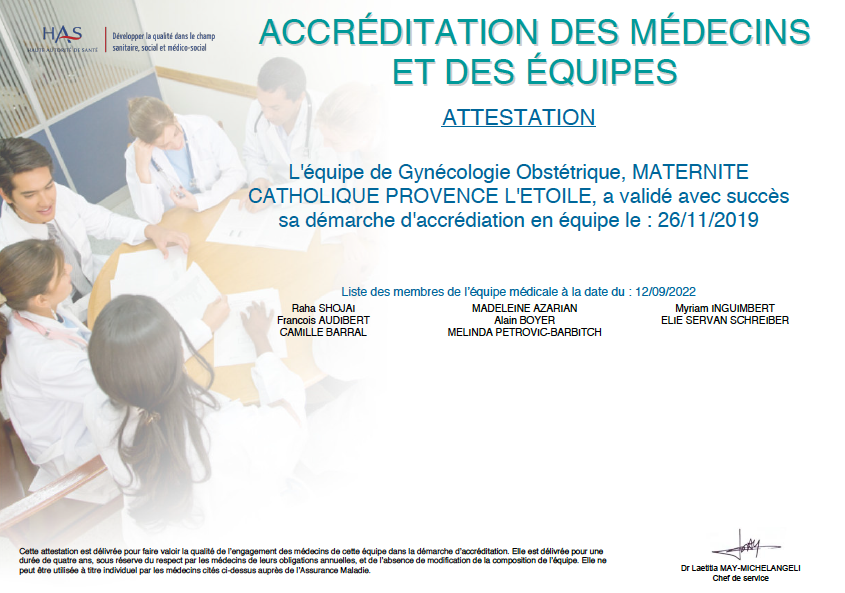 HAS
HAUTE AUTORITÉ DE SANTÉ
Développer la qualité dans le champ
sanitaire, social et médico-social
ACCRÉDITATION DES MÉDECINS
ET DES ÉQUIPES
ATTESTATION
L'équipe de Gynécologie Obstétrique, MATERNITE
CATHOLIQUE PROVENCE L'ETOILE, a validé avec succès
sa démarche d'accrédiation en équipe le : 26/11/2019
Liste des membres de l'équipe médicale à la date du : 12/09/2022
Raha SHOJAi MADELEiNE AZARiAN Myriam iNGUiMBERT
Francois AUDiBERT Alain BOYER ELiE SERVAN SCHREiBER
CAMiLLE BARRAL MELiNDA PETROViC-BARBiTCH
Cette attestation est délivrée pour faire valoir la qualité de l'engagement des médecins de cette équipe dans la démarche d'accréditation. Elle est délivrée pour une
durée de quatre ans, sous réserve du respect par les médecins de leurs obligations annuelles, et de l'absence de modification de la composition de l'équipe. Elle ne
peut être utilisée à titre individuel par les médecins cités ci-dessus auprès de l'Assurance Maladie.
Dr Laetitia MAY-MICHELANGELI
Chef de service